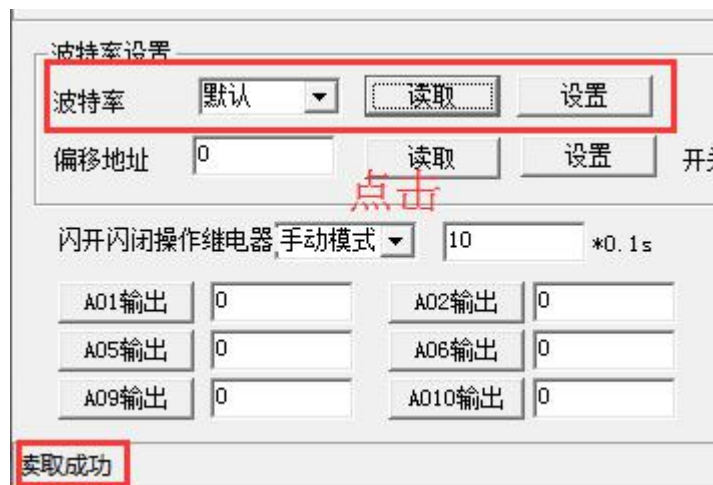 波特率设置
波特率 默认 读取 设置
偏移地址 0 读取 设置 开关
点击
闪开闪闭操作继电器 手动模式 10 *0.1s
A01输出 0 A02输出 0
A05输出 0 A06输出 0
A09输出 0 A010输出 0
读取成功